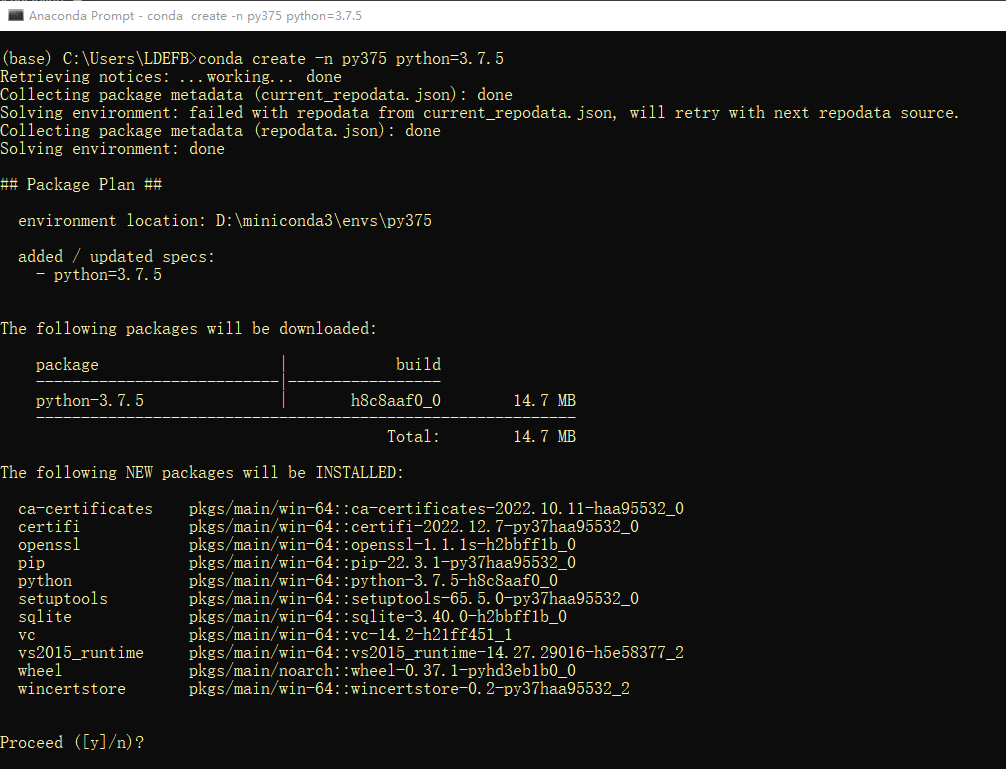 Anaconda Prompt - conda  create -n py375 python=3.7.5
(base) C:\Users\LDEFB>conda create -n py375 python=3.7.5
Retrieving notices: ...working... done
Collecting package metadata (current_repodata.json): done
Solving environment: failed with repodata from current_repodata.json, will retry with next repodata source.
Collecting package metadata (repodata.json): done
Solving environment: done
## Package Plan ##
environment location: D:\miniconda3\envs\py375
added / updated specs:
- python=3.7.5
The following packages will be downloaded:
package | build
---------------------------|-----------------
python-3.7.5 | h8c8aaf0_0 14.7 MB
------------------------------------------------------------
Total: 14.7 MB
The following NEW packages will be INSTALLED:
ca-certificates pkgs/main/win-64::ca-certificates-2022.10.11-haa95532_0
certifi pkgs/main/win-64::certifi-2022.12.7-py37haa95532_0
openssl pkgs/main/win-64::openssl-1.1.1s-h2bbff1b_0
pip pkgs/main/win-64::pip-22.3.1-py37haa95532_0
python pkgs/main/win-64::python-3.7.5-h8c8aaf0_0
setuptools pkgs/main/win-64::setuptools-65.5.0-py37haa95532_0
sqlite pkgs/main/win-64::sqlite-3.40.0-h2bbff1b_0
vc pkgs/main/win-64::vc-14.2-h21ff451_1
vs2015_runtime pkgs/main/win-64::vs2015_runtime-14.27.29016-h5e58377_2
wheel pkgs/main/noarch::wheel-0.37.1-pyhd3eb1b0_0
wincertstore pkgs/main/win-64::wincertstore-0.2-py37haa95532_2
Proceed ([y]/n)?